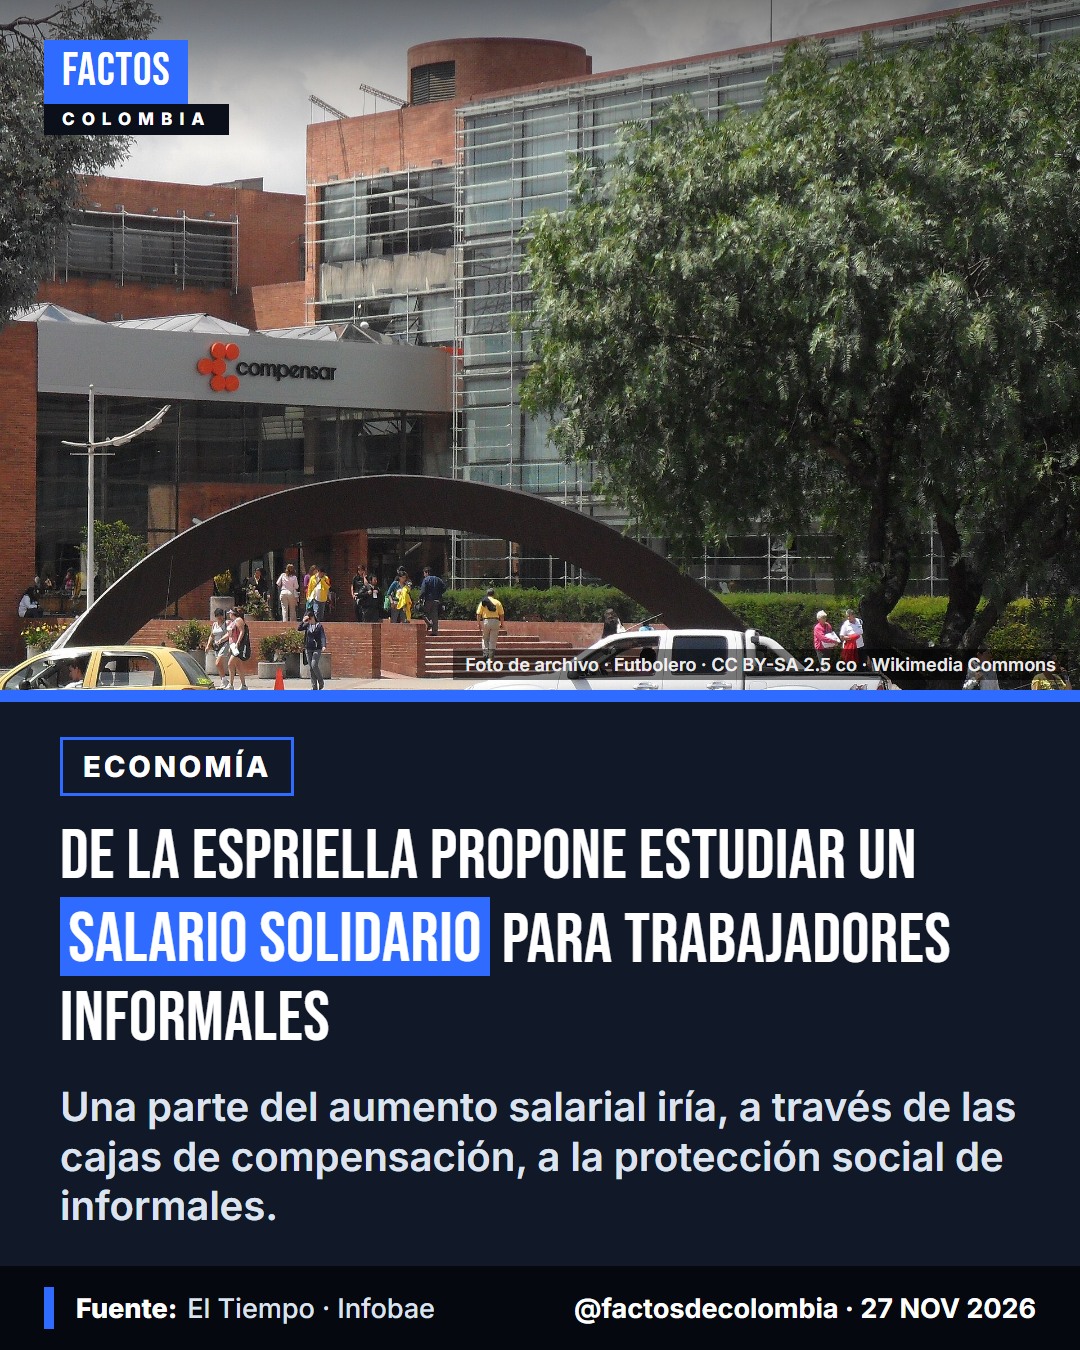 FACTOS
COLOMBIA
compensar
Foto de archivo · Futbolero · CC BY-SA 2.5 co · Wikimedia Commons
ECONOMÍA
DE LA ESPRIELLA PROPONE ESTUDIAR UN
SALARIO SOLIDARIO PARA TRABAJADORES
INFORMALES
Una parte del aumento salarial iría, a través de las
cajas de compensación, a la protección social de
informales.
Fuente: El Tiempo · Infobae
@factosdecolombia · 27 NOV 2026